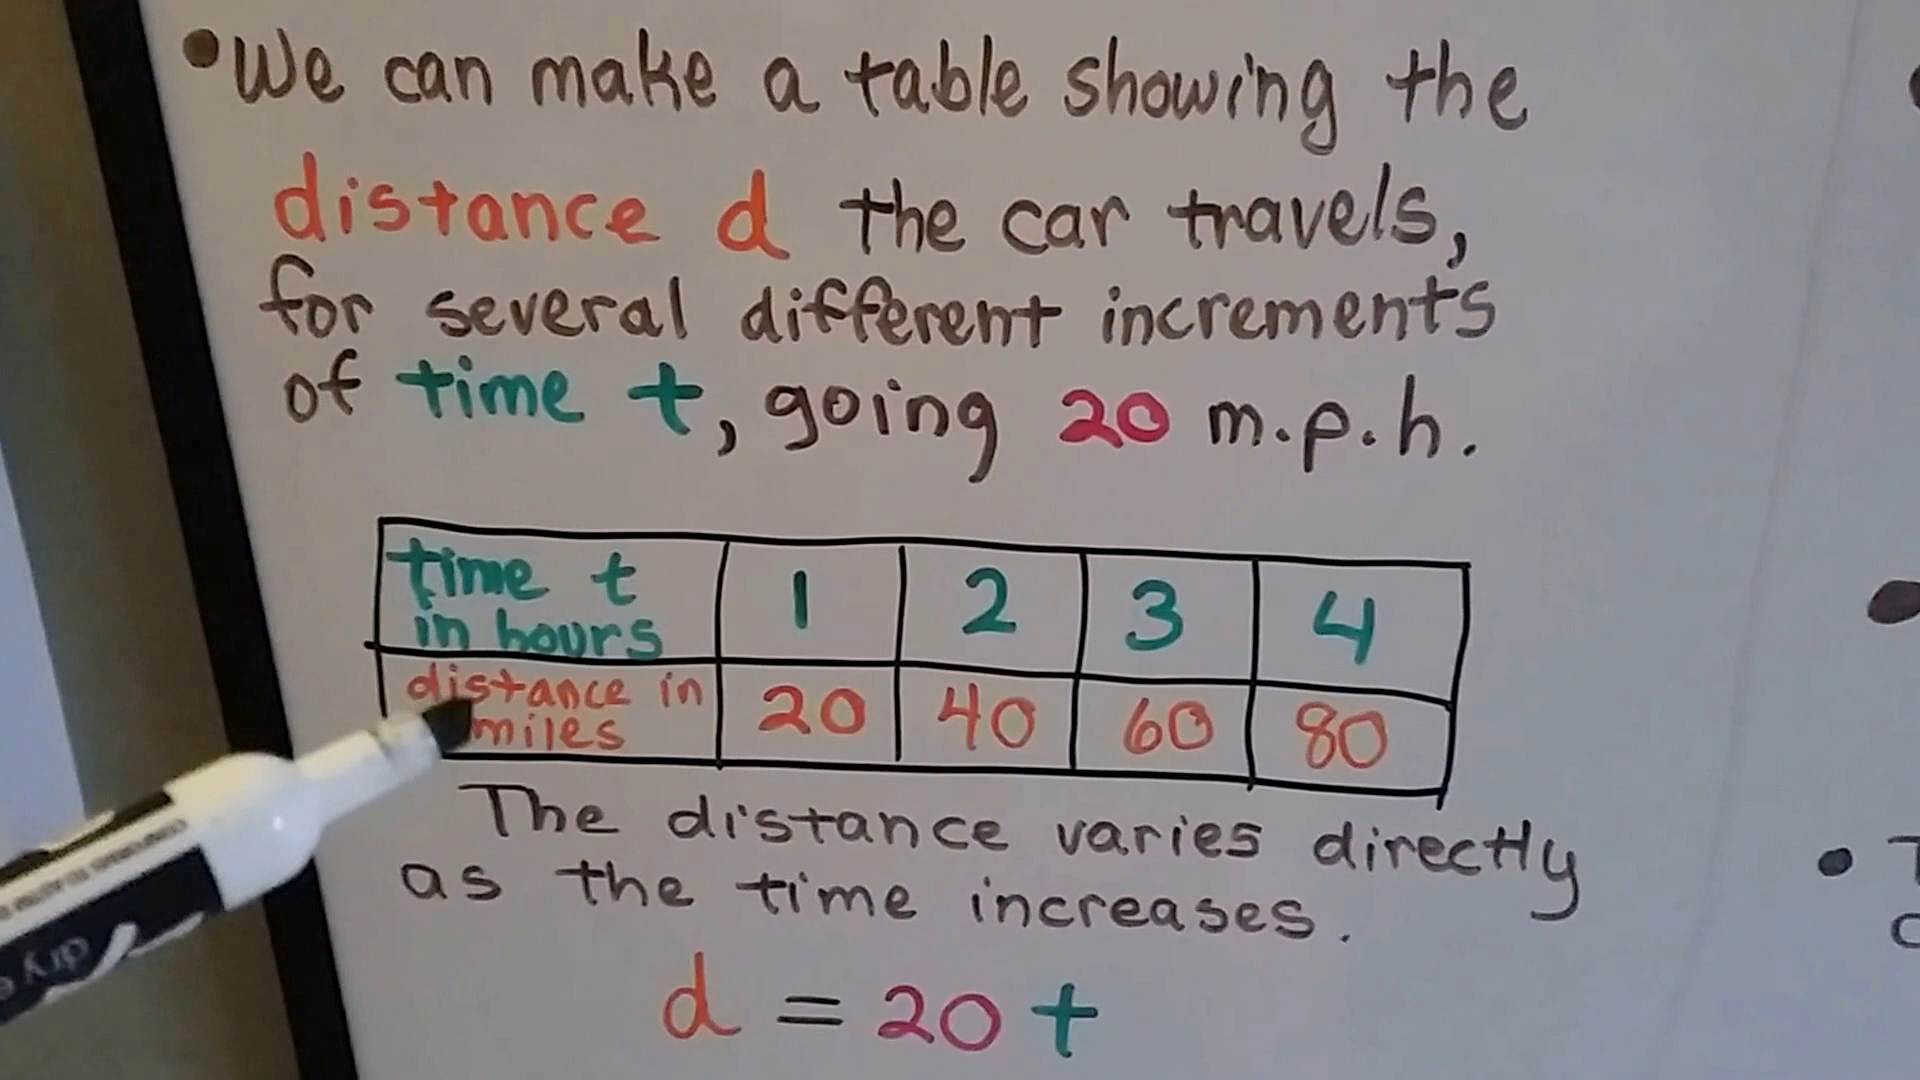 •We can make a table showing the
distance d the car travels,
for several different increments
of time t, going 20 m.p.h.
time t in hours 1 2 3 4
distance in miles 20 40 60 80
The distance varies directly
as the time increases.
d = 20 t